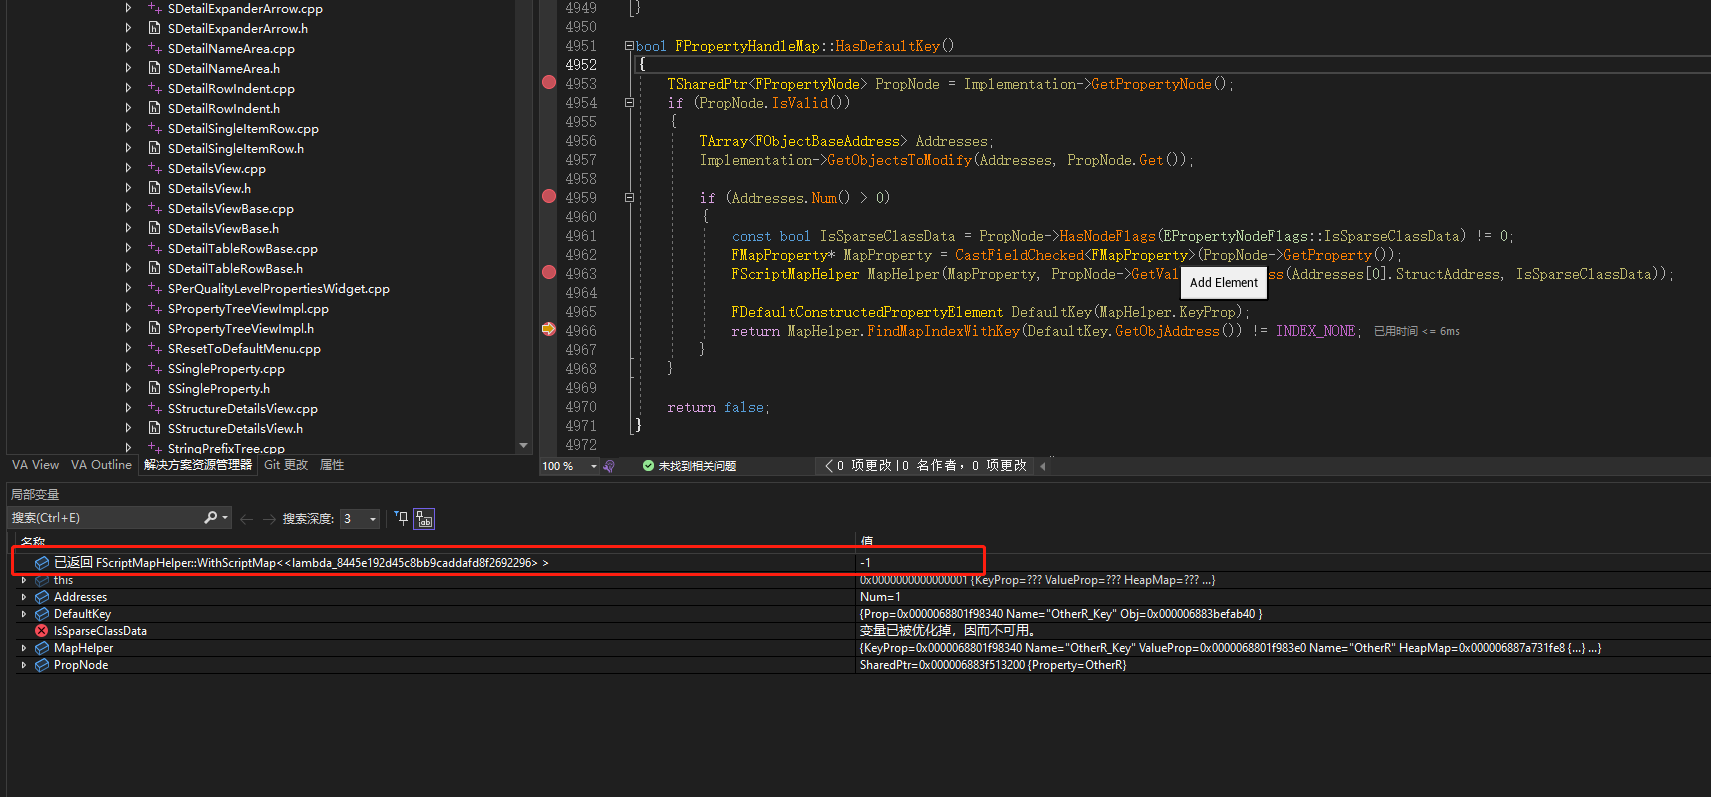 SDetailExpanderArrow.cpp
SDetailExpanderArrow.h
SDetailNameArea.cpp
SDetailNameArea.h
SDetailRowIndent.cpp
SDetailRowIndent.h
SDetailSingleItemRow.cpp
SDetailSingleItemRow.h
SDetailsView.cpp
SDetailsView.h
SDetailsViewBase.cpp
SDetailsViewBase.h
SDetailTableRowBase.cpp
SDetailTableRowBase.h
SPerQualityLevelPropertiesWidget.cpp
SPropertyTreeViewImpl.cpp
SPropertyTreeViewImpl.h
SResetToDefaultMenu.cpp
SSingleProperty.cpp
SSingleProperty.h
SStructureDetailsView.cpp
SStructureDetailsView.h
StringPrefixTree.cpp
VA View VA Outline 解决方案资源管理器 Git 更改 属性
4949 }
4950
4951 bool FPropertyHandleMap::HasDefaultKey()
4952 {
4953 TSharedPtr<FPropertyNode> PropNode = Implementation->GetPropertyNode();
4954 if (PropNode.IsValid())
4955 {
4956 TArray<FObjectBaseAddress> Addresses;
4957 Implementation->GetObjectsToModify(Addresses, PropNode.Get());
4958
4959 if (Addresses.Num() > 0)
4960 {
4961 const bool IsSparseClassData = PropNode->HasNodeFlags(EPropertyNodeFlags::IsSparseClassData) != 0;
4962 FMapProperty* MapProperty = CastFieldChecked<FMapProperty>(PropNode->GetProperty());
4963 FScriptMapHelper MapHelper(MapProperty, PropNode->GetVal ss(Addresses[0].StructAddress, IsSparseClassData));
Add Element
4964
4965 FDefaultConstructedPropertyElement DefaultKey(MapHelper.KeyProp);
4966 return MapHelper.FindMapIndexWithKey(DefaultKey.GetObjAddress()) != INDEX_NONE; 已用时间 <= 6ms
4967 }
4968 }
4969
4970 return false;
4971 }
4972
100 % 未找到相关问题 0 项更改 | 0 名作者, 0 项更改
局部变量
搜索(Ctrl+E) 搜索深度: 3
名称 值
已返回 FScriptMapHelper::WithScriptMap<<lambda_8445e192d45c8bb9caddafd8f2692296> > -1
this 0x0000000000000001 {KeyProp=??? ValueProp=??? HeapMap=??? ...}
Addresses Num=1
DefaultKey {Prop=0x0000068801f98340 Name="OtherR_Key" Obj=0x000006883befab40 }
IsSparseClassData 变量已被优化掉，因而不可用。
MapHelper {KeyProp=0x0000068801f98340 Name="OtherR_Key" ValueProp=0x0000068801f983e0 Name="OtherR" HeapMap=0x000006887a731fe8 {...} ...}
PropNode SharedPtr=0x000006883f513200 {Property=OtherR}